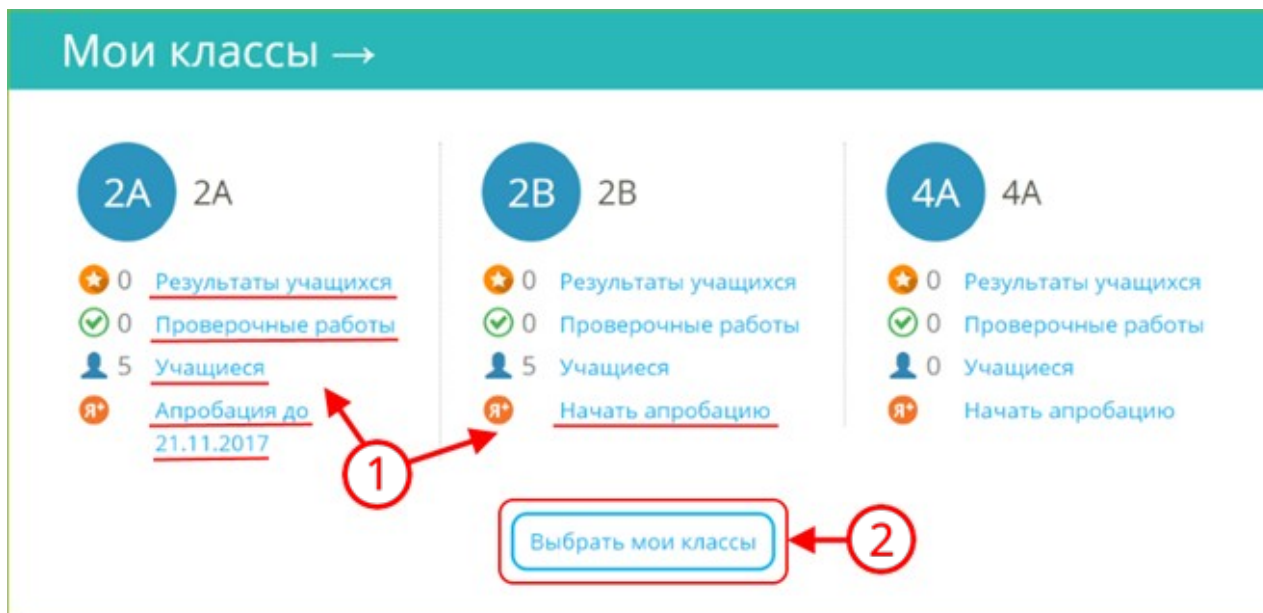 Мои классы →
2А 2А
0 Результаты учащихся
0 Проверочные работы
5 Учащиеся
Я+ Апробация до
21.11.2017
2В 2В
0 Результаты учащихся
0 Проверочные работы
5 Учащиеся
Я+ Начать апробацию
4А 4А
0 Результаты учащихся
0 Проверочные работы
0 Учащиеся
Я+ Начать апробацию
1
Выбрать мои классы
2